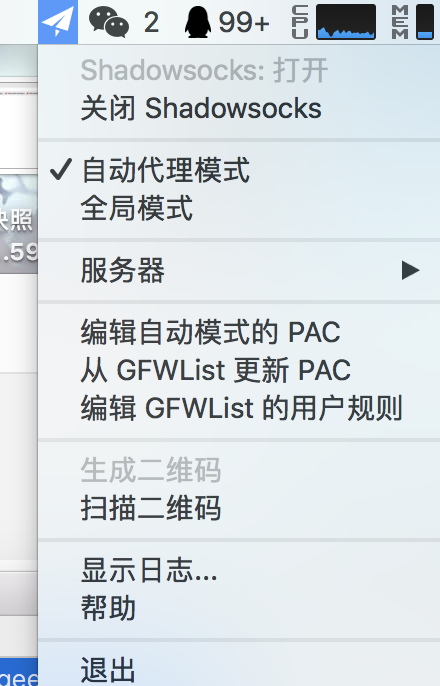 2
99+
CPU
MEM
Shadowsocks: 打开
关闭 Shadowsocks
自动代理模式
全局模式
快照
.59
服务器
编辑自动模式的 PAC
从 GFWList 更新 PAC
编辑 GFWList 的用户规则
生成二维码
扫描二维码
显示日志...
帮助
退出
gee